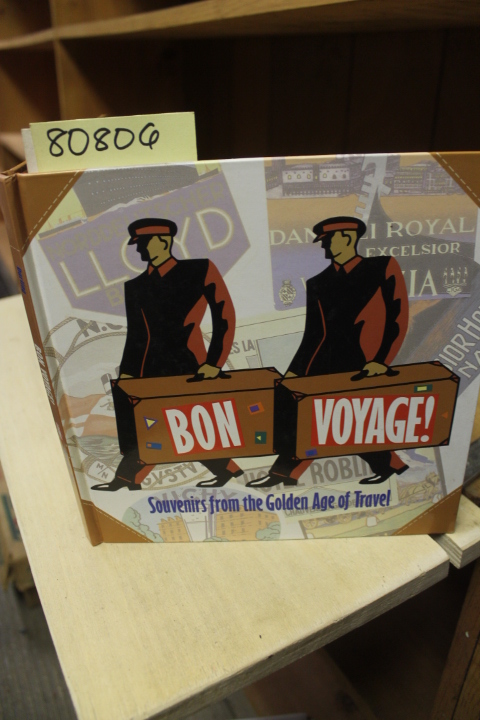 80806
LLOYD
DANIELI ROYAL
EXCELSIOR
BON VOYAGE!
Souvenirs from the Golden Age of Travel